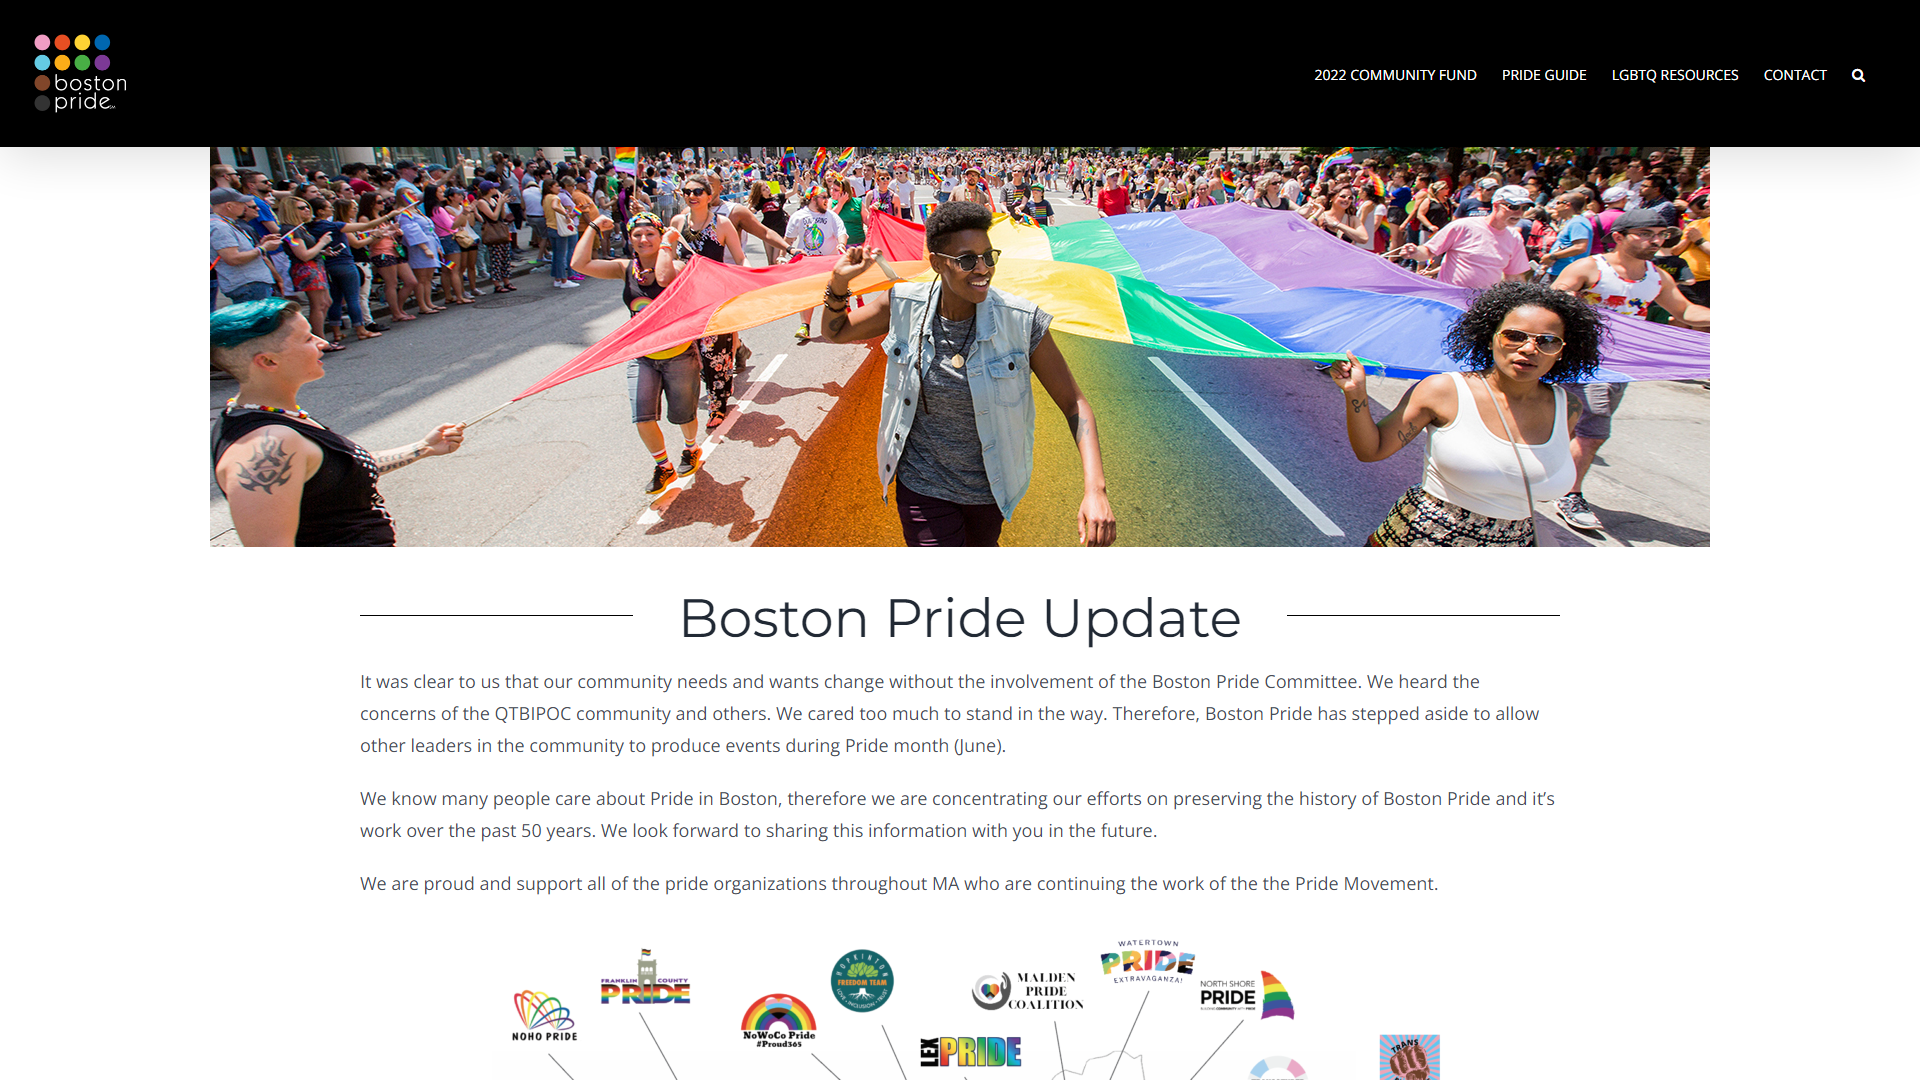 boston
pride
2022 COMMUNITY FUND
PRIDE GUIDE
LGBTQ RESOURCES
CONTACT
Boston Pride Update
It was clear to us that our community needs and wants change without the involvement of the Boston Pride Committee. We heard the
concerns of the QTBIPOC community and others. We cared too much to stand in the way. Therefore, Boston Pride has stepped aside to allow
other leaders in the community to produce events during Pride month (June).
We know many people care about Pride in Boston, therefore we are concentrating our efforts on preserving the history of Boston Pride and it’s
work over the past 50 years. We look forward to sharing this information with you in the future.
We are proud and support all of the pride organizations throughout MA who are continuing the work of the the Pride Movement.
NOHO PRIDE
FRANKLIN COUNTY
PRIDE
NoWoCo Pride
#Proud365
HOPKINTON
FREEDOM TEAM
LOVE • INCLUSION • TRUST
LEX PRIDE
MALDEN
PRIDE
COALITION
WATERTOWN
PRIDE
EXTRAVAGANZA!
NORTH SHORE
PRIDE
TRANS